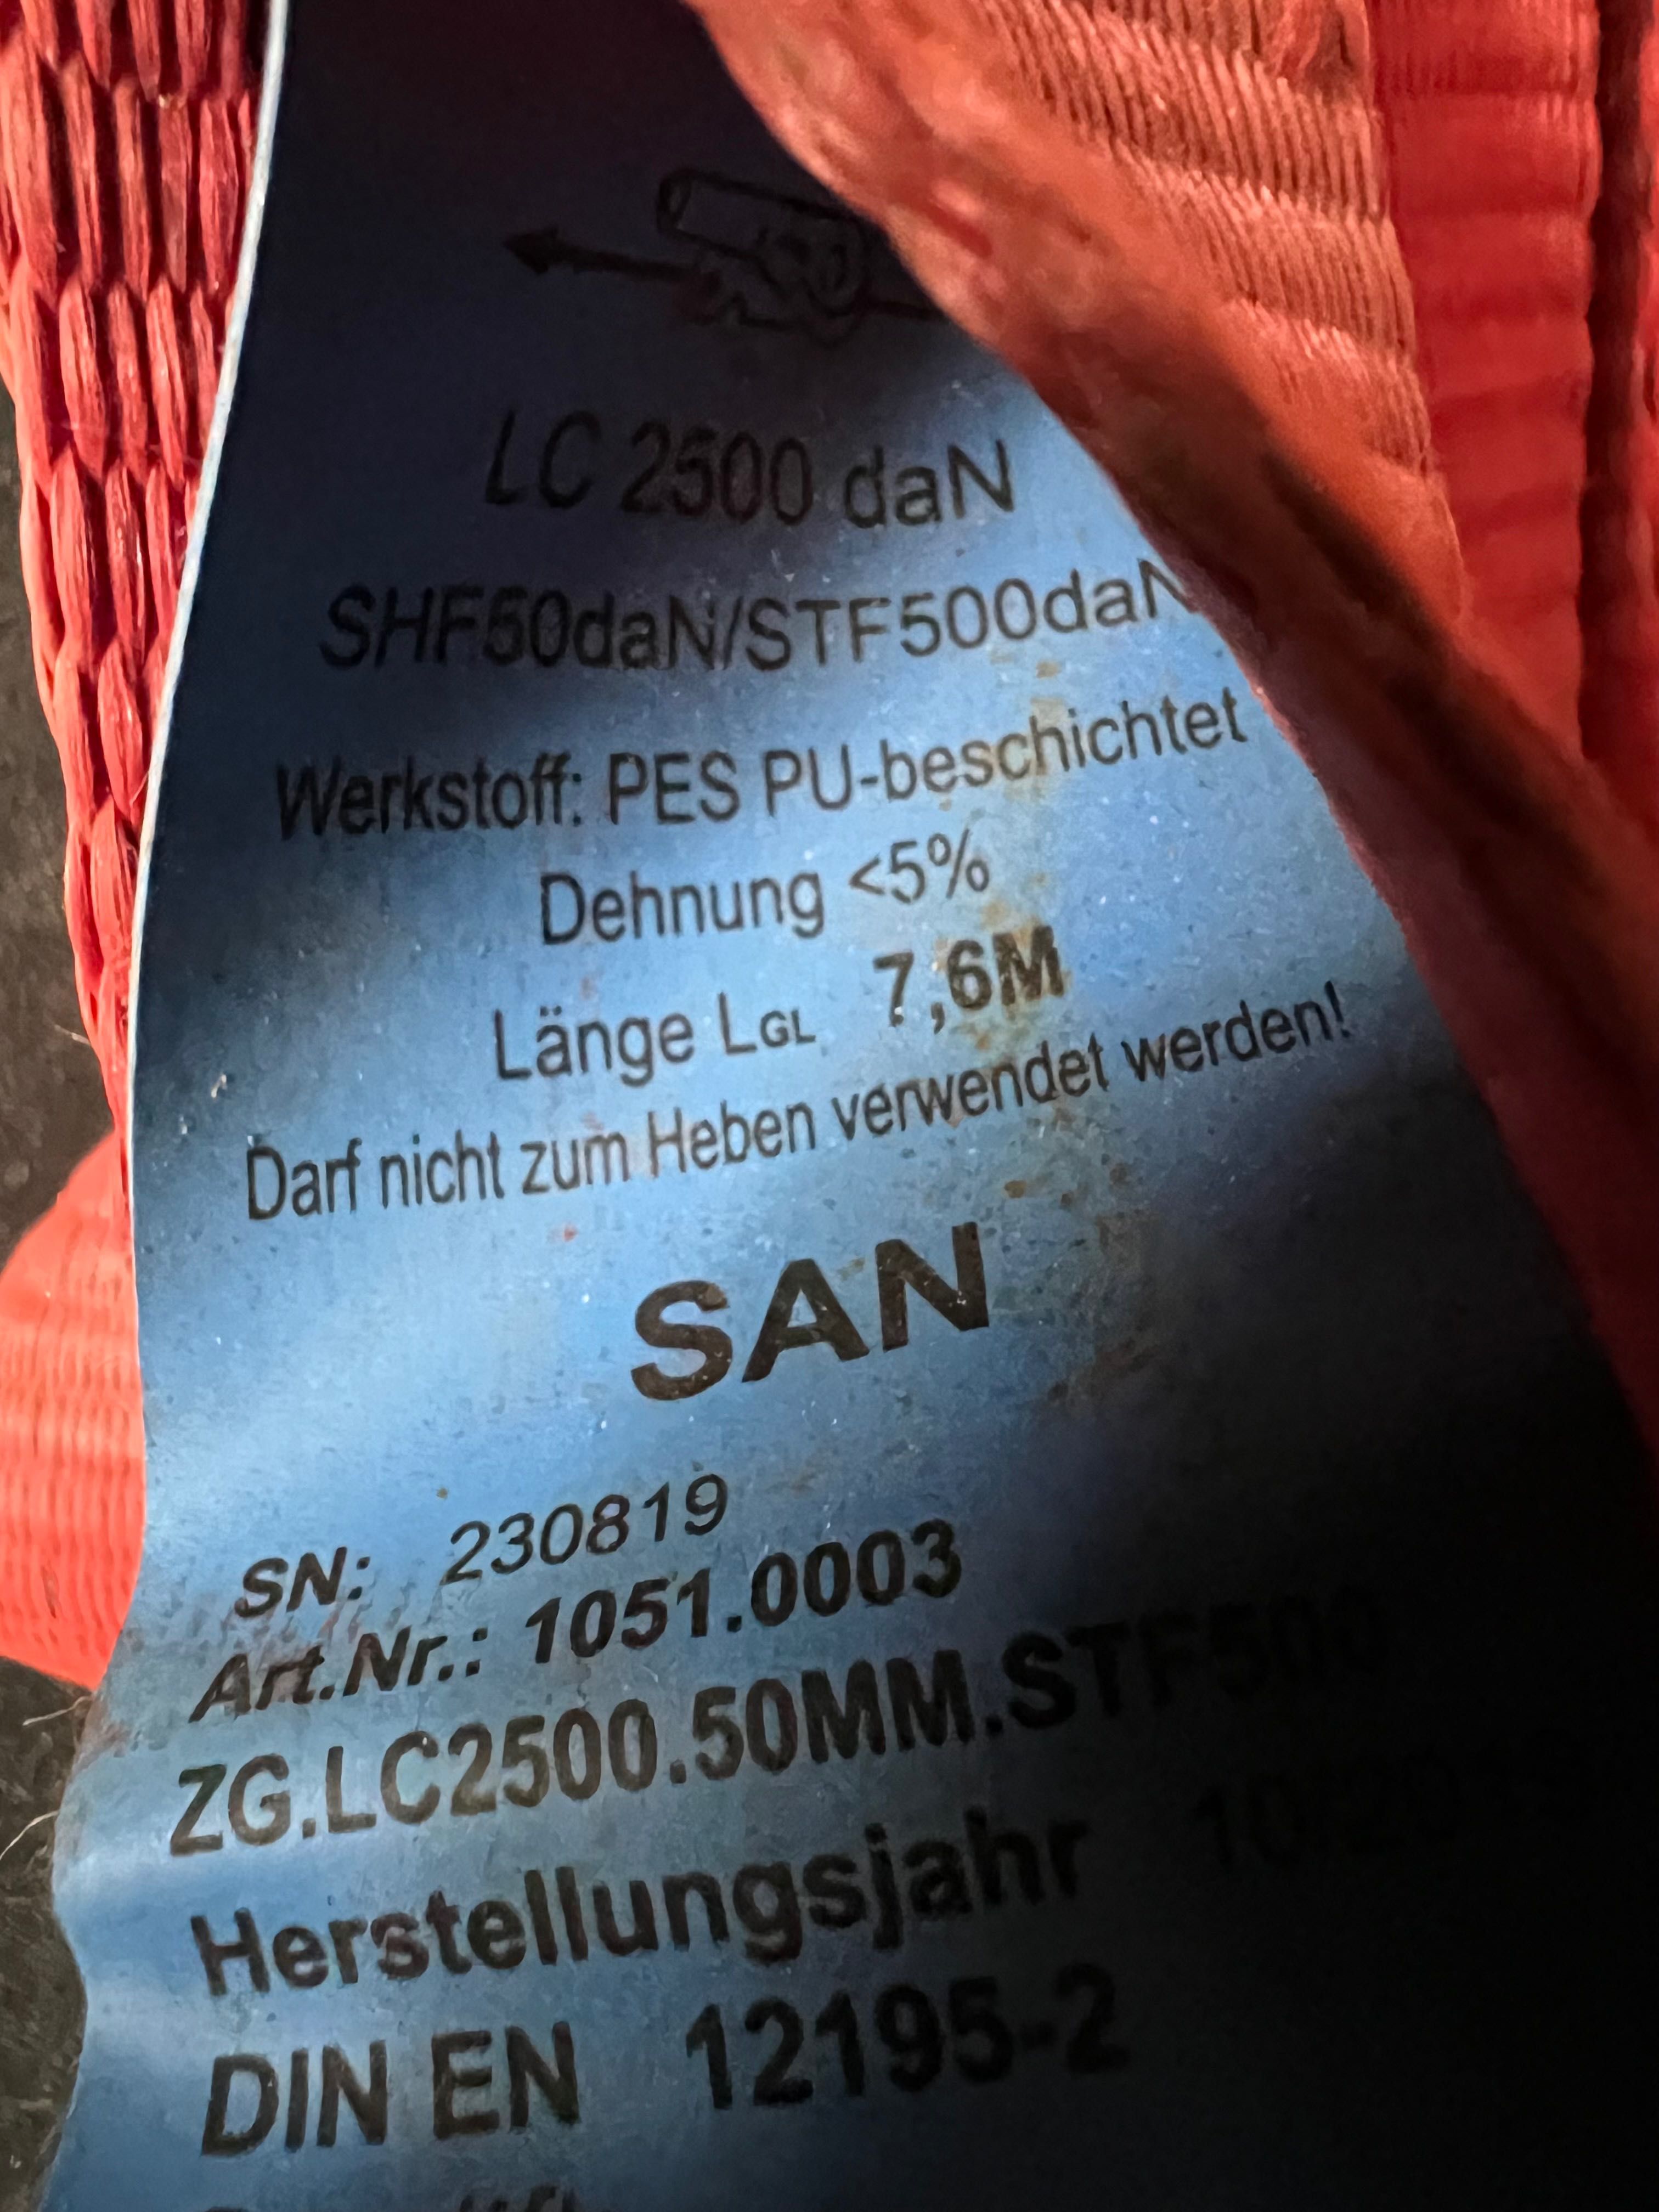 LC 2500 daN
SHF50daN/STF500daN
Werkstoff: PES PU-beschichtet
Dehnung <5%
Länge LGL 7,6M
Darf nicht zum Heben verwendet werden!
SAN
SN: 230819
Art.Nr.: 1051.0003
ZG.LC2500.50MM.STF500
Herstellungsjahr
DIN EN 12195-2